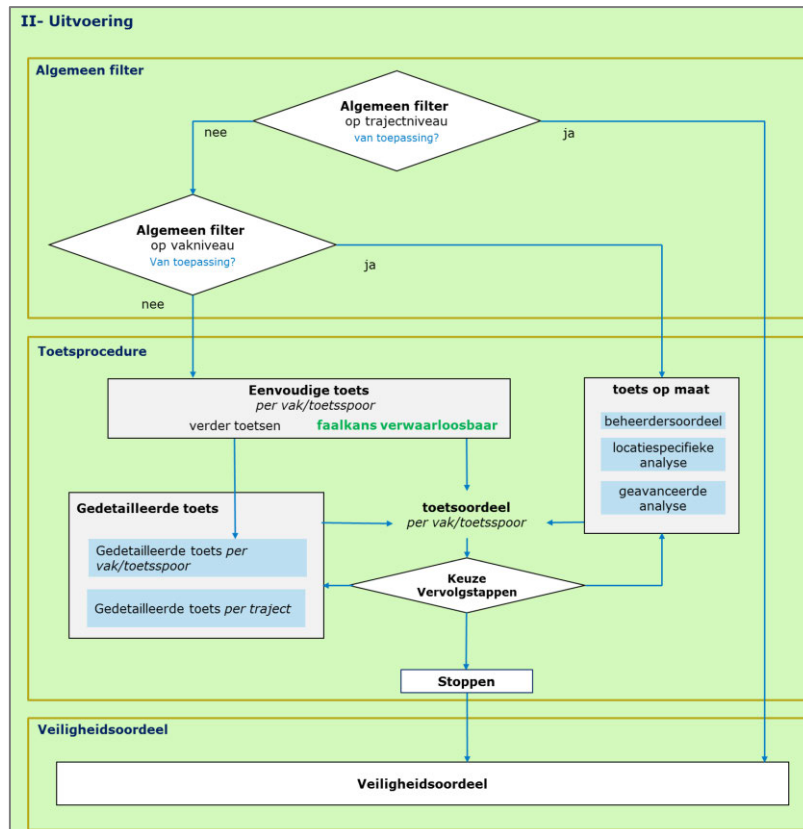 II- Uitvoering
Algemeen filter
Algemeen filter
op trajectniveau
van toepassing?
nee
ja
Algemeen filter
op vakniveau
Van toepassing?
ja
nee
Toetsprocedure
Eenvoudige toets
per vak/toetsspoor
verder toetsen
faalkans verwaarloosbaar
toets op maat
beheerdersoordeel
locatiespecifieke
analyse
geavanceerde
analyse
Gedetailleerde toets
Gedetailleerde toets per
vak/toetsspoor
Gedetailleerde toets per traject
toetsoordeel
per vak/toetsspoor
Keuze
Vervolgstappen
Stoppen
Veiligheidsoordeel
Veiligheidsoordeel